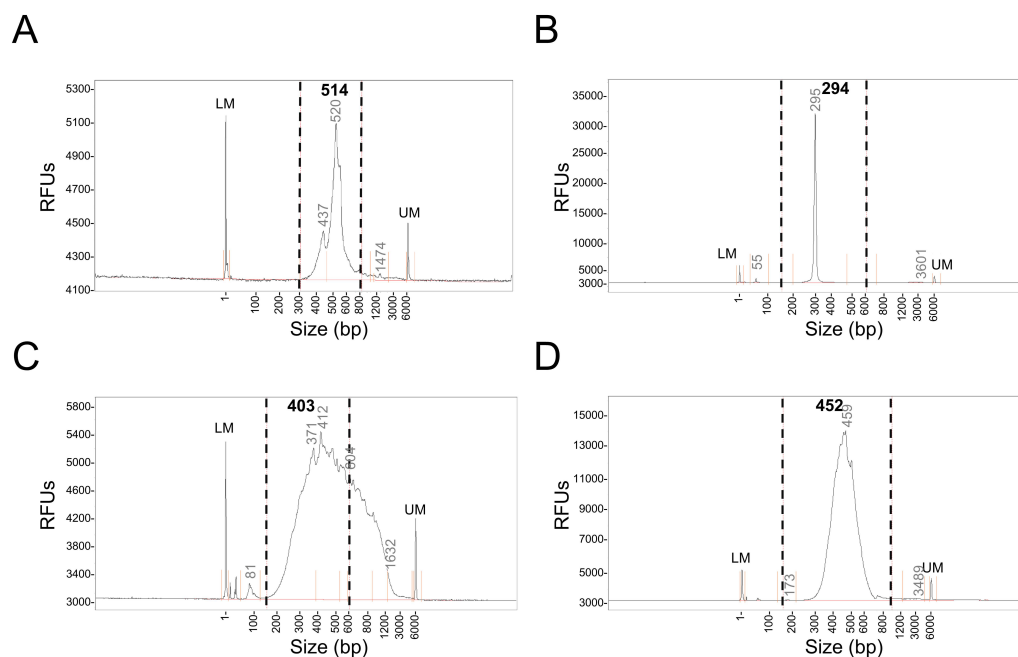 A
514
520
437
1474
LM
UM
RFUs
5300
5100
4900
4700
4500
4300
4100
1 100 200 300 400 500 600 800 1200 3000 6000
Size (bp)
B
294
295
55
3601
LM
UM
RFUs
35000
30000
25000
20000
15000
10000
5000
3000
1 100 200 300 400 500 600 800 1200 3000 6000
Size (bp)
C
403
412
371
604
81
1632
LM
UM
RFUs
5800
5400
5000
4600
4200
3800
3400
3000
1 100 200 300 400 500 600 800 1200 3000 6000
Size (bp)
D
452
459
173
3489
LM
UM
RFUs
15000
13000
11000
9000
7000
5000
3000
1 100 200 300 400 500 600 800 1200 3000 6000
Size (bp)